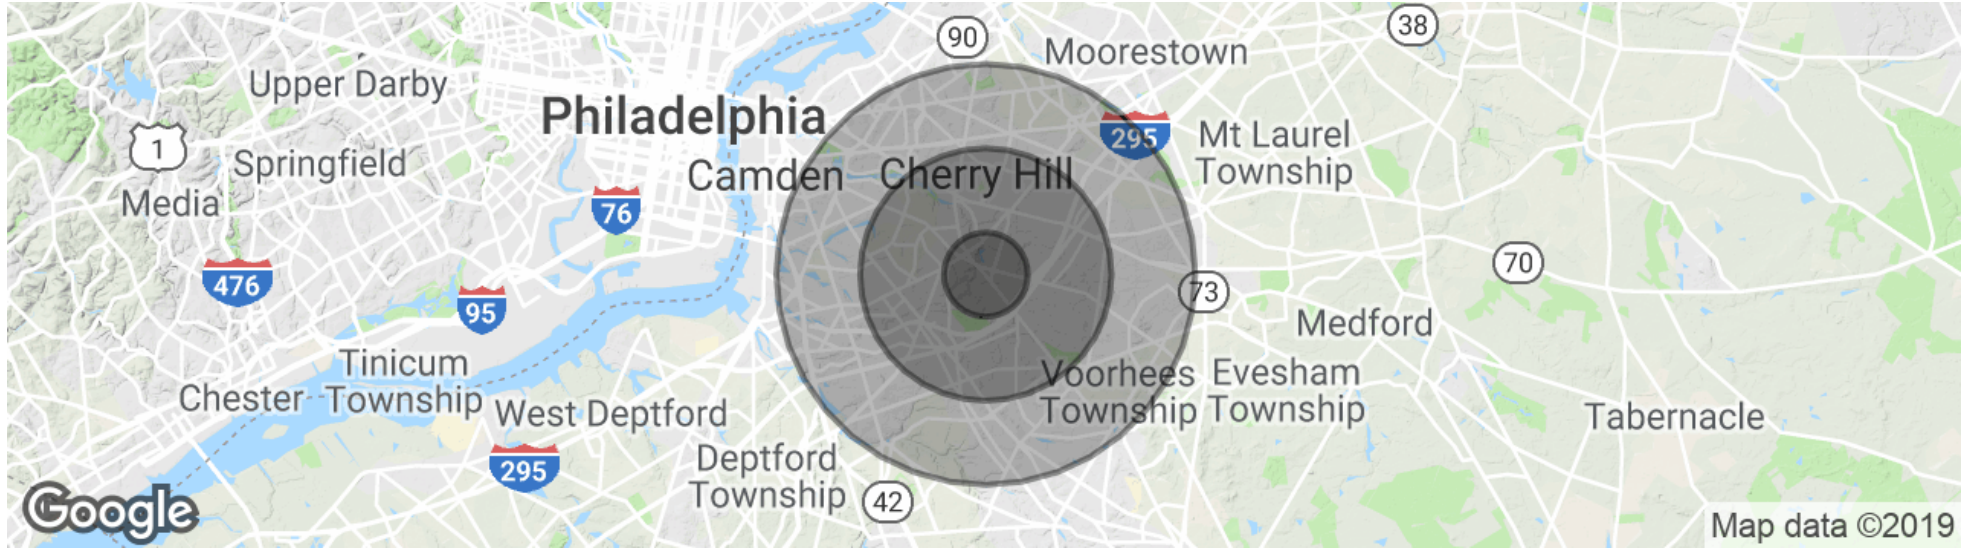 90
38
Moorestown
Upper Darby
Philadelphia
295
1
Mt Laurel
Township
Springfield
Camden
Cherry Hill
Media
76
476
95
70
73
Medford
Tinicum
Township
Chester
Voorhees
Township
Evesham
Township
West Deptford
Tabernacle
295
Deptford
Township
42
Google
Map data ©2019